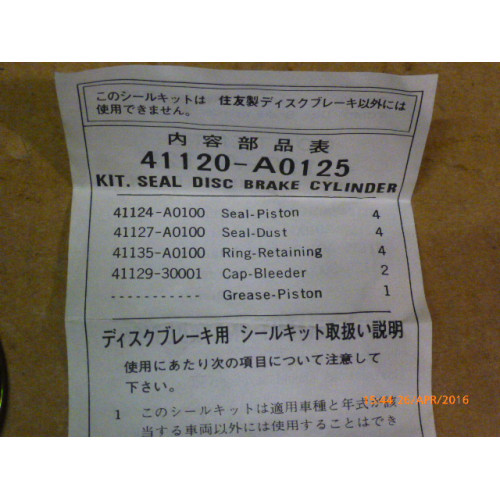 このシールキットは 住友製ディスクブレーキ以外には
使用できません。
内容部品表
41120-A0125
KIT. SEAL DISC BRAKE CYLINDER
41124-A0100 Seal-Piston 4
41127-A0100 Seal-Dust 4
41135-A0100 Ring-Retaining 4
41129-30001 Cap-Bleeder 2
----------- Grease-Piston 1
ディスクブレーキ用 シールキット取扱い説明
使用にあたり次の項目について注意して
下さい。
1 このシールキットは適用車種と年式が該
当する車両以外には使用することはでき
/APR/2016